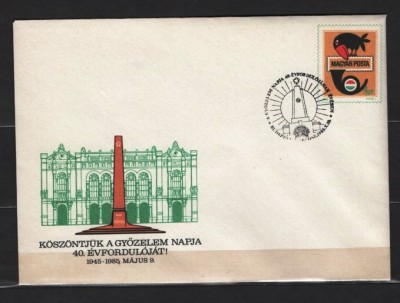 MAGYAR POSTA
KÖSZÖNTJÜK A GYŐZELEM NAPJA
40. ÉVFORDULÓJÁT!
1945-1985, MÁJUS 9.